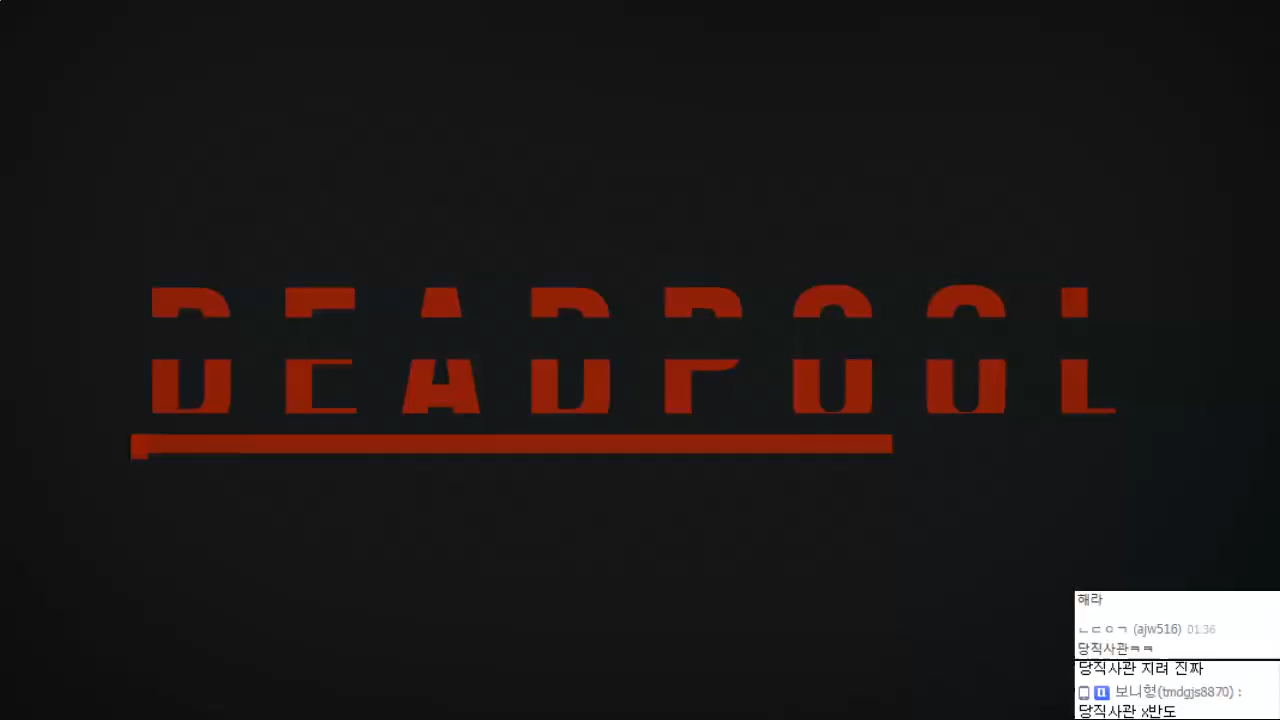 DEADPOOL
해라
ㄴㄷㅇㄱ (ajw516) 01:36
당직사관ㅋㅋ
당직사관 지려 진짜
보니형(tmdgjs8870) :
당직사관 x반도